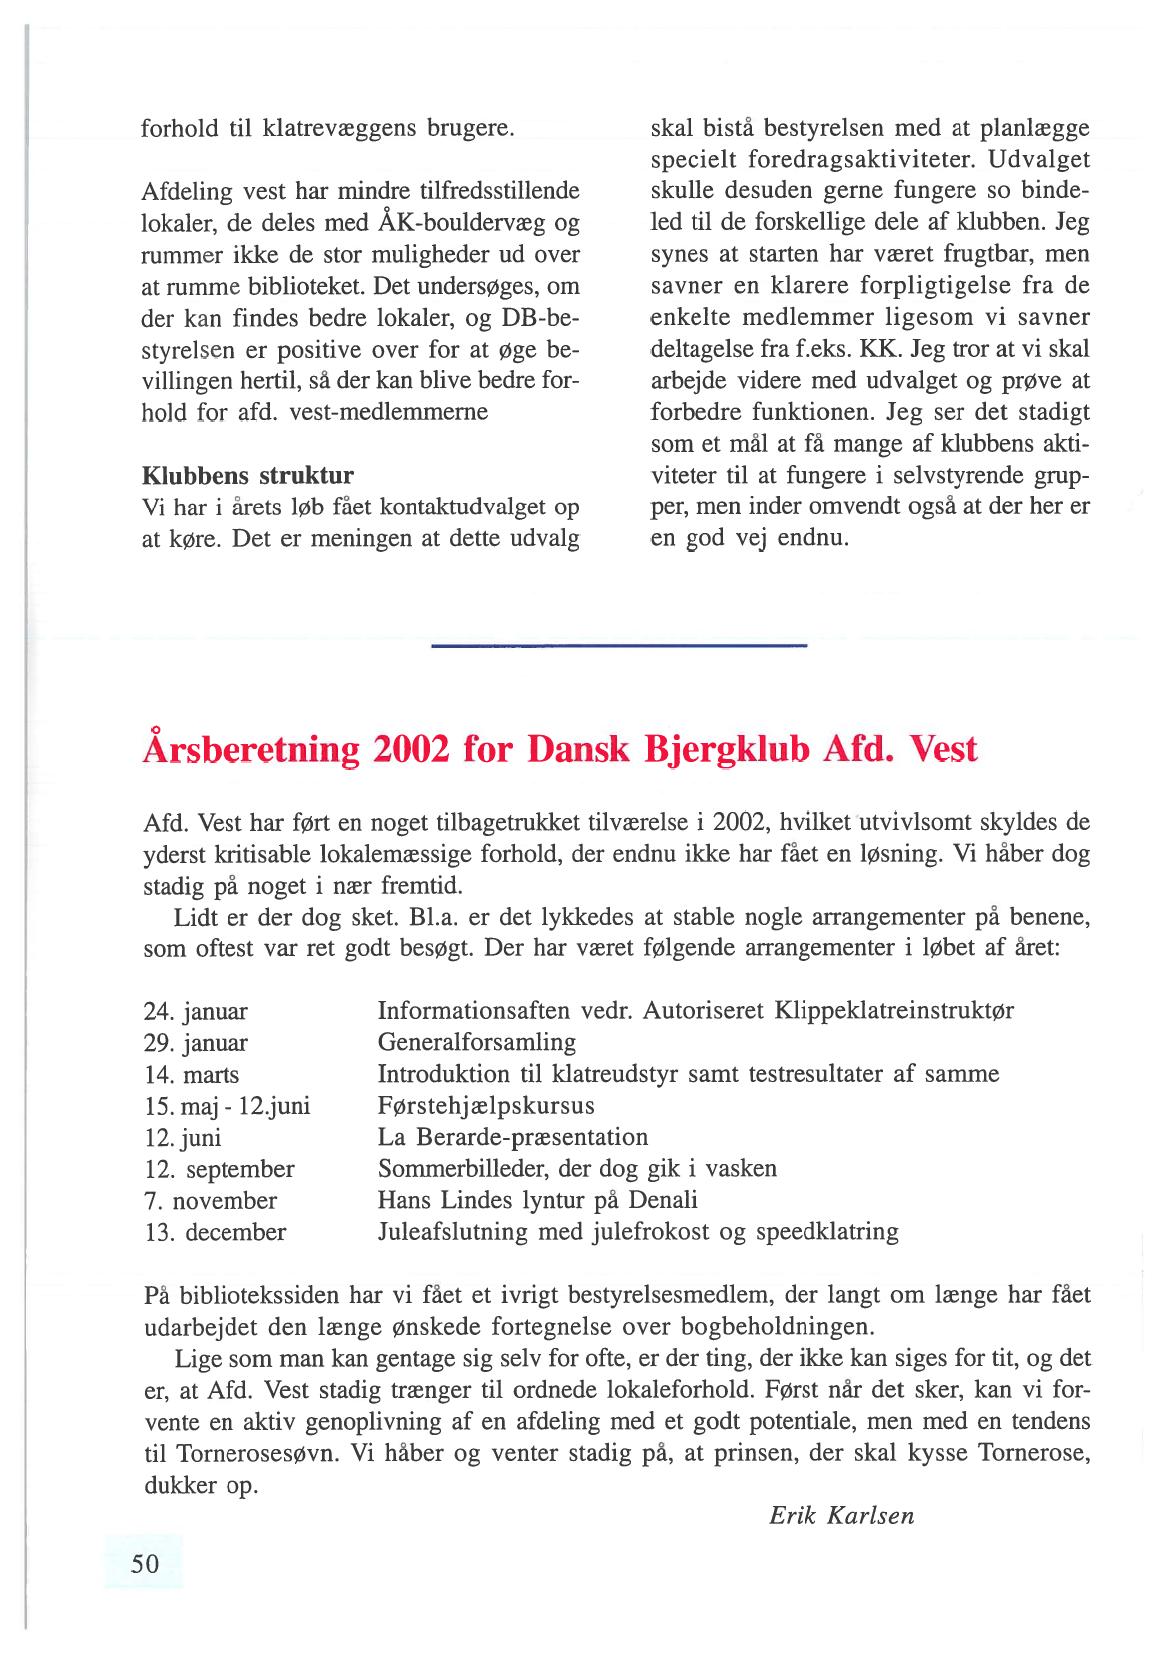 forhold til klatrevæggens brugere.

Afdeling vest har mindre tilfredsstillende
lokaler, de deles med ÅK-bouldervæg og
rummer ikke de stor muligheder ud over
at rumme biblioteket. Det undersøges, om
der kan findes bedre lokaler, og DB-be-
styrelsen er positive over for at øge be-
villingen hertil, så der kan blive bedre for-
hold for afd. vest-medlemmerne

Klubbens struktur
Vi har i årets løb fået kontaktudvalget op
at køre. Det er meningen at dette udvalg
skal bistå bestyrelsen med at planlægge
specielt foredragsaktiviteter. Udvalget
skulle desuden gerne fungere so binde-
led til de forskellige dele af klubben. Jeg
synes at starten har været frugtbar, men
savner en klarere forpligtigelse fra de
enkelte medlemmer ligesom vi savner
deltagelse fra f.eks. KK. Jeg tror at vi skal
arbejde videre med udvalget og prøve at
forbedre funktionen. Jeg ser det stadigt
som et mål at få mange af klubbens akti-
viteter til at fungere i selvstyrende grup-
per, men inder omvendt også at der her er
en god vej endnu.

Årsberetning 2002 for Dansk Bjergklub Afd. Vest

Afd. Vest har ført en noget tilbagetrukket tilværelse i 2002, hvilket utvivlsomt skyldes de
yderst kritisable lokalemæssige forhold, der endnu ikke har fået en løsning. Vi håber dog
stadig på noget i nær fremtid.
Lidt er der dog sket. Bl.a. er det lykkedes at stable nogle arrangementer på benene,
som oftest var ret godt besøgt. Der har været følgende arrangementer i løbet af året:

24. januar Informationsaften vedr. Autoriseret Klippeklatreinstruktør
29. januar Generalforsamling
14. marts Introduktion til klatreudstyr samt testresultater af samme
15. maj - 12.juni Førstehjælpskursus
12. juni La Berarde-præsentation
12. september Sommerbilleder, der dog gik i vasken
7. november Hans Lindes lyntur på Denali
13. december Juleafslutning med julefrokost og speedklatring

På bibliotekssiden har vi fået et ivrigt bestyrelsesmedlem, der langt om længe har fået
udarbejdet den længe ønskede fortegnelse over bogbeholdningen.
Lige som man kan gentage sig selv for ofte, er der ting, der ikke kan siges for tit, og det
er, at Afd. Vest stadig trænger til ordnede lokaleforhold. Først når det sker, kan vi for-
vente en aktiv genoplivning af en afdeling med et godt potentiale, men med en tendens
til Tornerosesøvn. Vi håber og venter stadig på, at prinsen, der skal kysse Tornerose,
dukker op.
Erik Karlsen
50